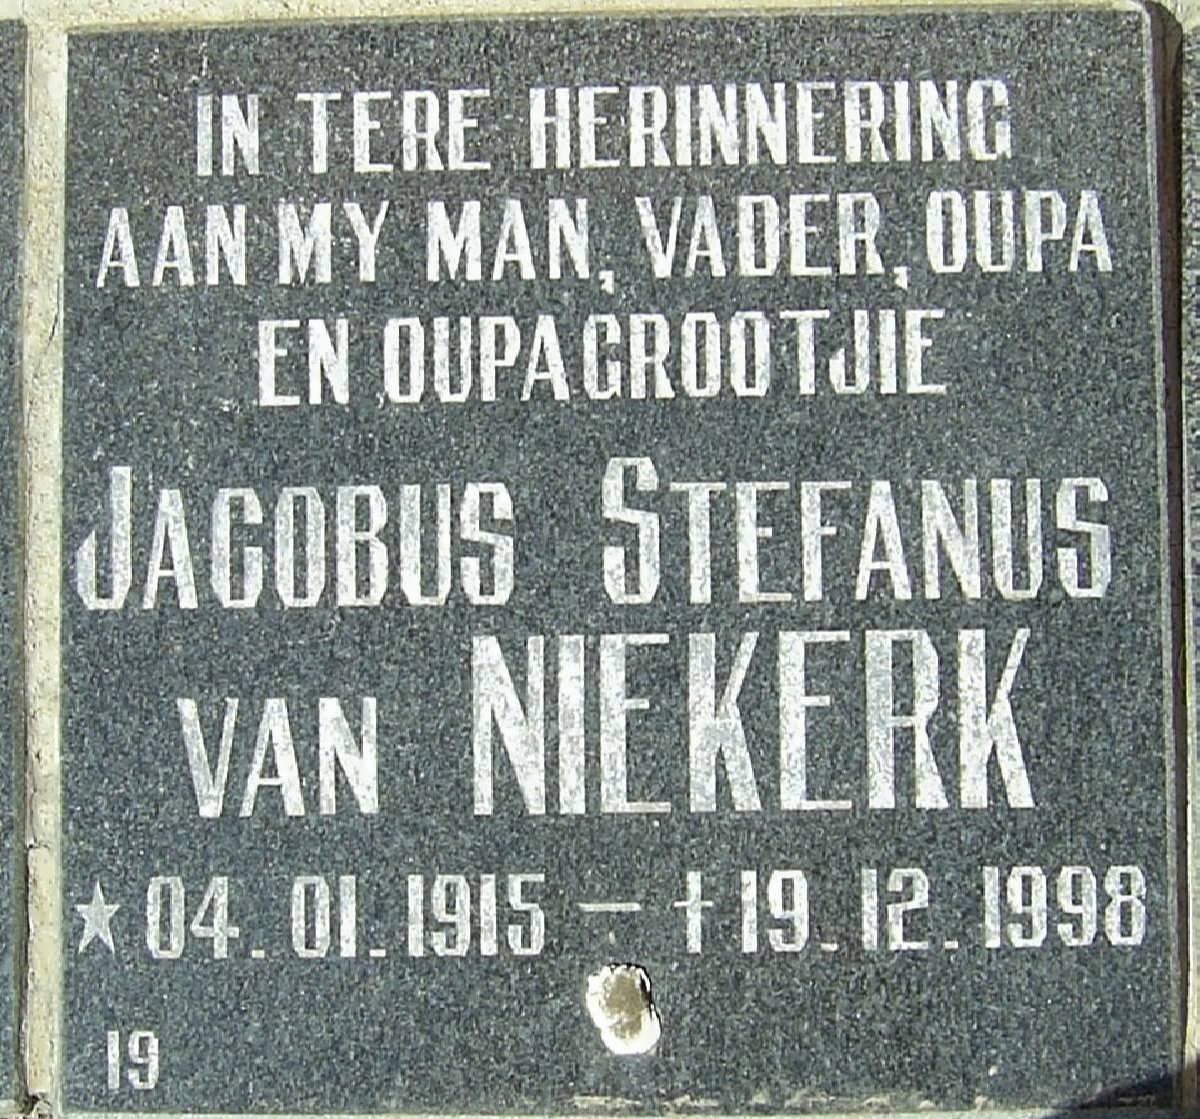 IN TERE HERINNERING
AAN MY MAN, VADER, OUPA
EN OUPAGROOTJIE
JACOBUS STEFANUS
VAN NIEKERK
★ 04. 01. 1915 – † 19. 12. 1998
19